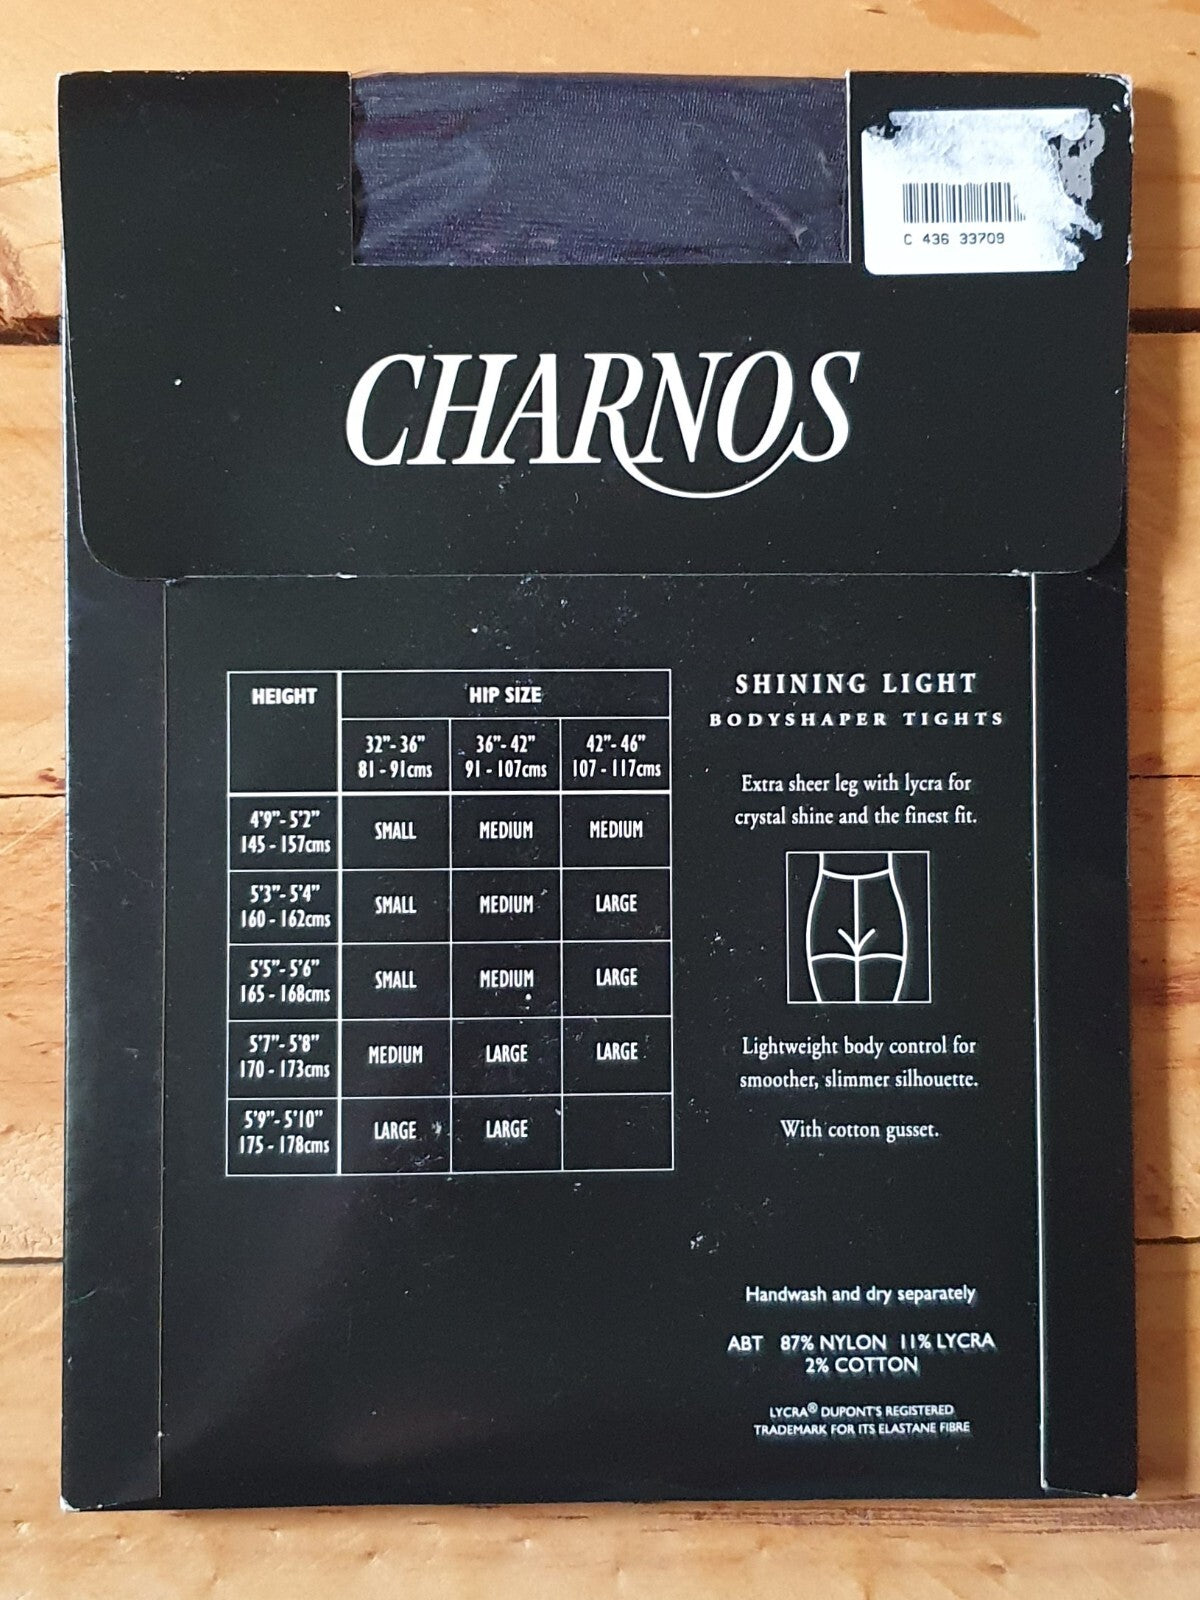 C 436 33709
CHARNOS
HEIGHT HIP SIZE
32”- 36” 36”- 42” 42”- 46”
81 - 91cms 91 - 107cms 107 - 117cms
4'9”- 5'2”
145 - 157cms SMALL MEDIUM MEDIUM
5'3”- 5'4”
160 - 162cms SMALL MEDIUM LARGE
5'5”- 5'6”
165 - 168cms SMALL MEDIUM LARGE
5'7”- 5'8”
170 - 173cms MEDIUM LARGE LARGE
5'9”- 5'10”
175 - 178cms LARGE LARGE
SHINING LIGHT
BODYSHAPER TIGHTS
Extra sheer leg with lycra for
crystal shine and the finest fit.
Lightweight body control for
smoother, slimmer silhouette.
With cotton gusset.
Handwash and dry separately
ABT 87% NYLON 11% LYCRA
2% COTTON
LYCRA® DUPONT'S REGISTERED
TRADEMARK FOR ITS ELASTANE FIBRE